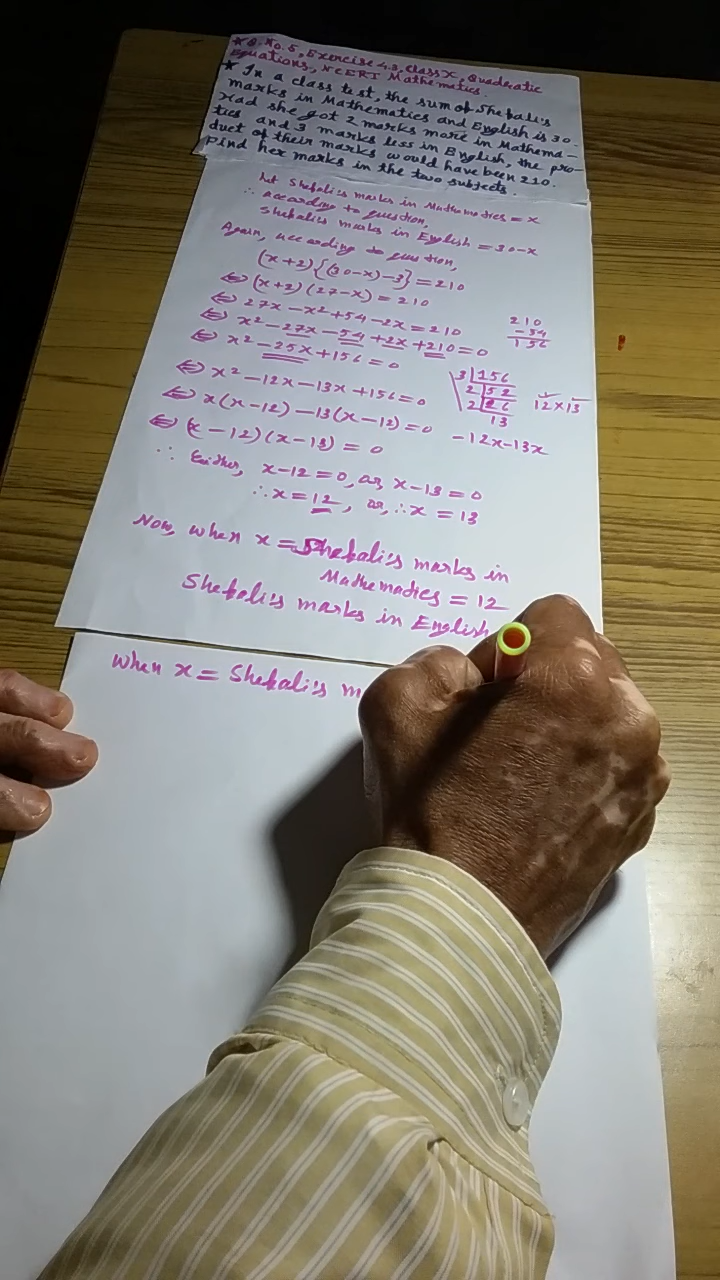 * Q. No. 5, Exercise 4.3, Class X, Quadratic
Equations, NCERT Mathematics.
* In a class test, the sum of Shefali's
marks in Mathematics and English is 30.
Had she got 2 marks more in Mathema-
tics and 3 marks less in English, the pro-
duct of their marks would have been 210.
Find her marks in the two subjects.
Let Shefali's marks in Mathematics = x
∴ according to question,
Shefali's marks in English = 30-x
Again, according to question,
(x+2){(30-x)-3} = 210
⇔ (x+2)(27-x) = 210
⇔ 27x - x² + 54 - 2x = 210
⇔ x² - 27x - 54 + 2x + 210 = 0
⇔ x² - 25x + 156 = 0
210
-54
156
⇔ x² - 12x - 13x + 156 = 0
⇔ x(x-12) - 13(x-12) = 0
⇔ (x-12)(x-13) = 0
3 156
2 52
2 26
13
12×13
-12x-13x
∴ Either, x-12=0, or, x-13=0
∴ x = 12, or, ∴ x = 13
Now, when x = Shefali's marks in
Mathematics = 12
Shefali's marks in English
When x = Shefali's m